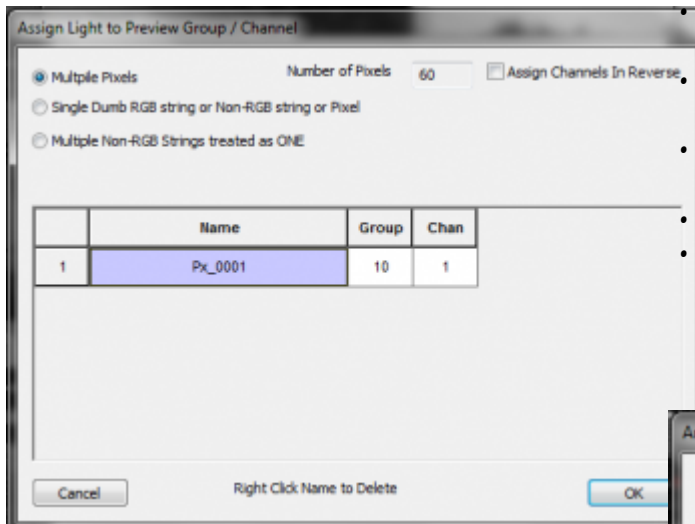 Assign Light to Preview Group / Channel
Multpile Pixels Number of Pixels 60 Assign Channels In Reverse
Single Dumb RGB string or Non-RGB string or Pixel
Multiple Non-RGB Strings treated as ONE
Name Group Chan
1 Px_0001 10 1
Cancel Right Click Name to Delete OK